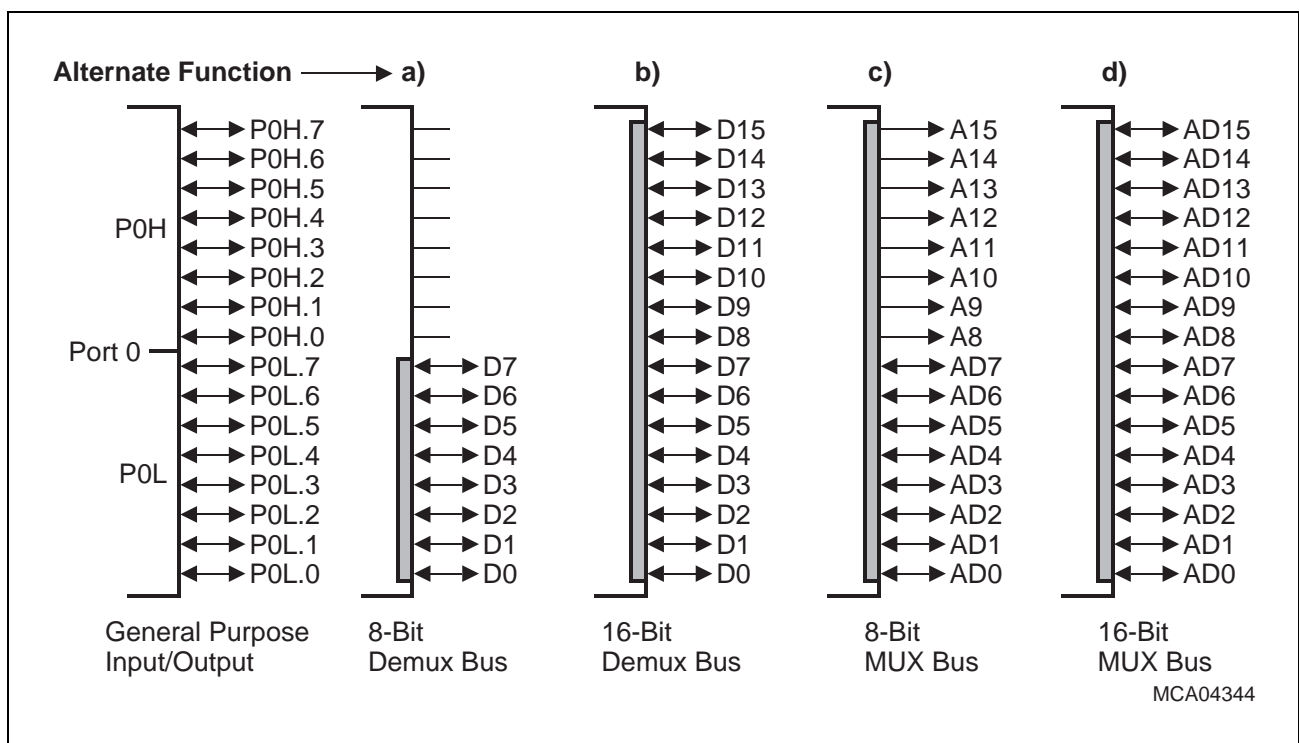 Alternate Function a) b) c) d)
P0H.7 D15 A15 AD15
P0H.6 D14 A14 AD14
P0H.5 D13 A13 AD13
P0H.4 D12 A12 AD12
P0H
P0H.3 D11 A11 AD11
P0H.2 D10 A10 AD10
P0H.1 D9 A9 AD9
P0H.0 D8 A8 AD8
Port 0
P0L.7 D7 D7 AD7 AD7
P0L.6 D6 D6 AD6 AD6
P0L.5 D5 D5 AD5 AD5
P0L.4 D4 D4 AD4 AD4
P0L
P0L.3 D3 D3 AD3 AD3
P0L.2 D2 D2 AD2 AD2
P0L.1 D1 D1 AD1 AD1
P0L.0 D0 D0 AD0 AD0
General Purpose 8-Bit 16-Bit 8-Bit 16-Bit
Input/Output Demux Bus Demux Bus MUX Bus MUX Bus
MCA04344